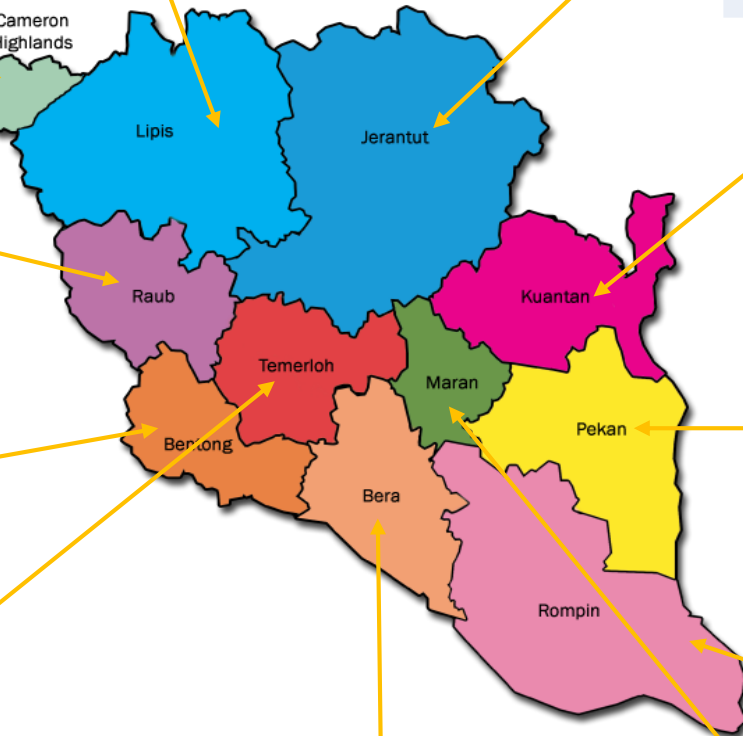 Cameron
Highlands
Lipis
Jerantut
Raub
Kuantan
Temerloh
Maran
Pekan
Bentong
Bera
Rompin